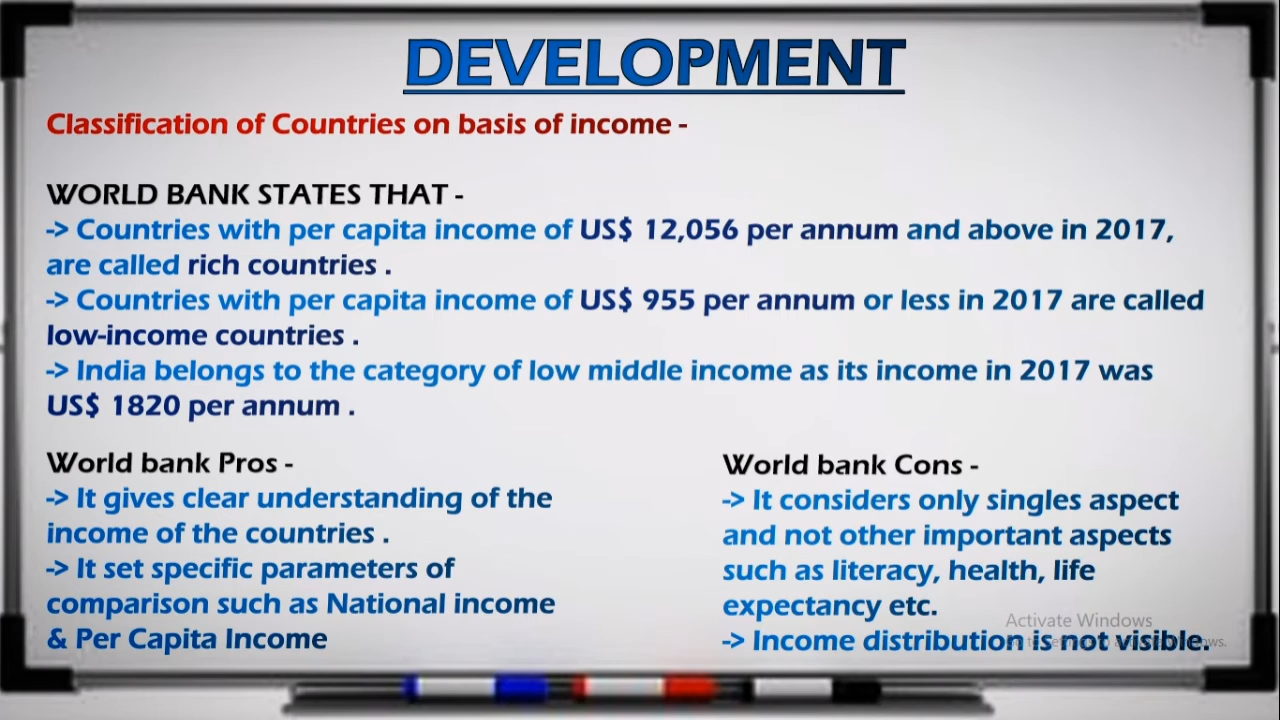 DEVELOPMENT
Classification of Countries on basis of income -
WORLD BANK STATES THAT -
-> Countries with per capita income of US$ 12,056 per annum and above in 2017,
are called rich countries .
-> Countries with per capita income of US$ 955 per annum or less in 2017 are called
low-income countries .
-> India belongs to the category of low middle income as its income in 2017 was
US$ 1820 per annum .
World bank Pros -
-> It gives clear understanding of the
income of the countries .
-> It set specific parameters of
comparison such as National income
& Per Capita Income
World bank Cons -
-> It considers only singles aspect
and not other important aspects
such as literacy, health, life
expectancy etc.
-> Income distribution is not visible.
Activate Windows